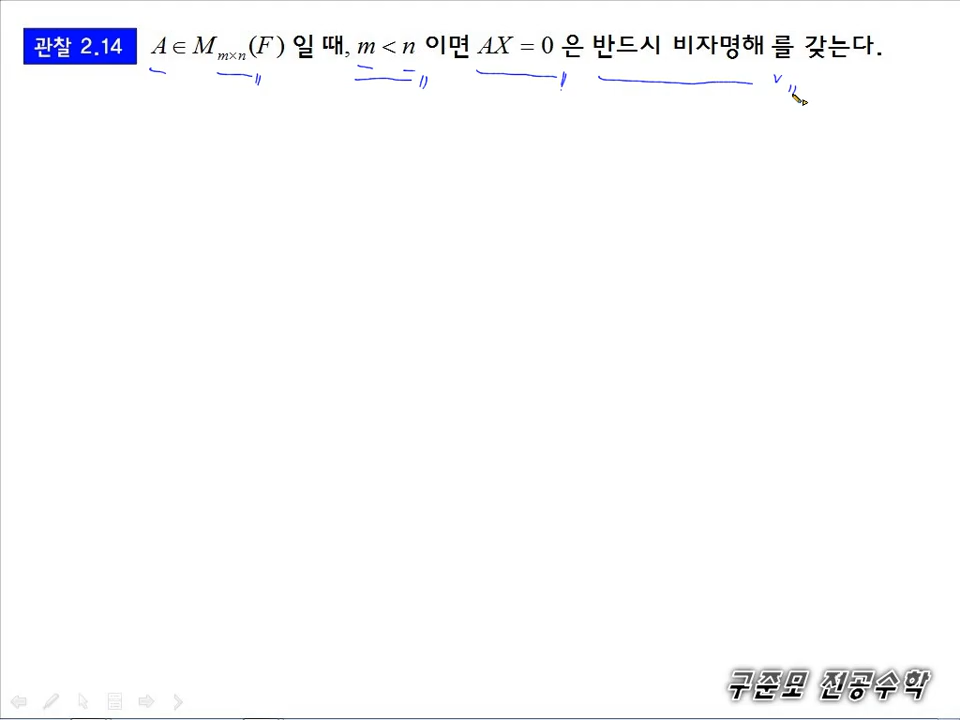 관찰 2.14 A ∈ M_{m×n}(F) 일 때, m < n 이면 AX = 0 은 반드시 비자명해 를 갖는다.
구준모 전공수학